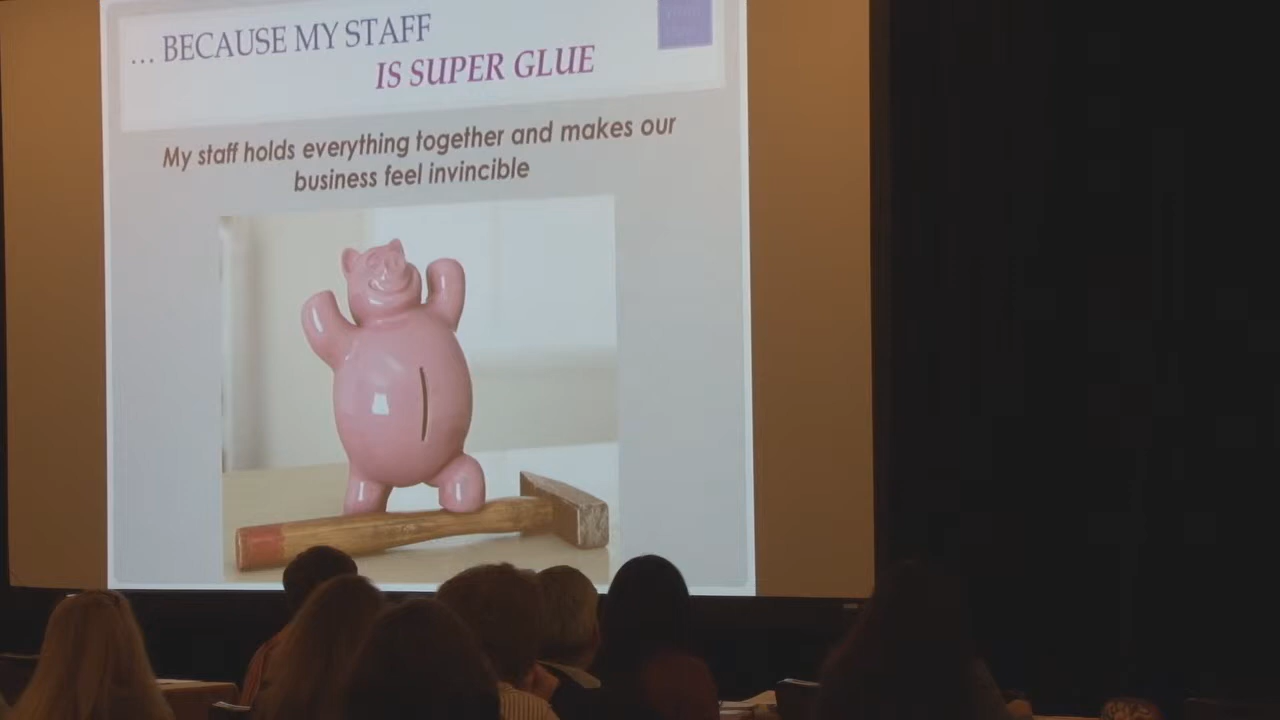 ... BECAUSE MY STAFF
IS SUPER GLUE
My staff holds everything together and makes our
business feel invincible